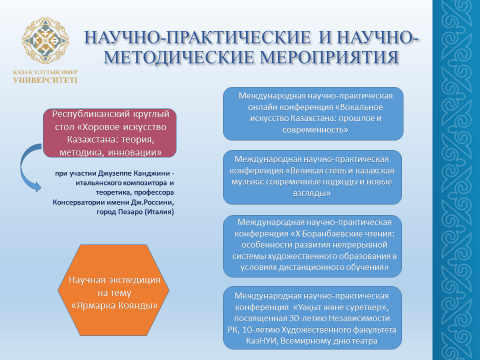 НАУЧНО-ПРАКТИЧЕСКИЕ И НАУЧНО-
МЕТОДИЧЕСКИЕ МЕРОПРИЯТИЯ
ҚАЗАҚ ҰЛТТЫҚ ӨНЕР
УНИВЕРСИТЕТІ
Республиканский круглый
стол «Хоровое искусство
Казахстана: теория,
методика, инновации»
при участии Джузеппе Канджини -
итальянского композитора и
теоретика, профессора
Консерватории имени Дж.Россини,
город Пезаро (Италия)
Научная экспедиция
на тему
«Ярмарка Коянды»
Международная научно-практическая
онлайн конференция «Вокальное
искусство Казахстана: прошлое и
современность»
Международная научно-практическая
конференция «Великая степь и казахская
музыка: современные подходы и новые
взгляды»
Международная научно-практическая
конференция «X Боранбаевские чтения:
особенности развития непрерывной
системы художественного образования в
условиях дистанционного обучения»
Международная научно-практическая
конференция «Уақыт және суреткер»,
посвященная 30-летию Независимости
РК, 10-летию Художественного факультета
КазНУИ, Всемирному дню театра